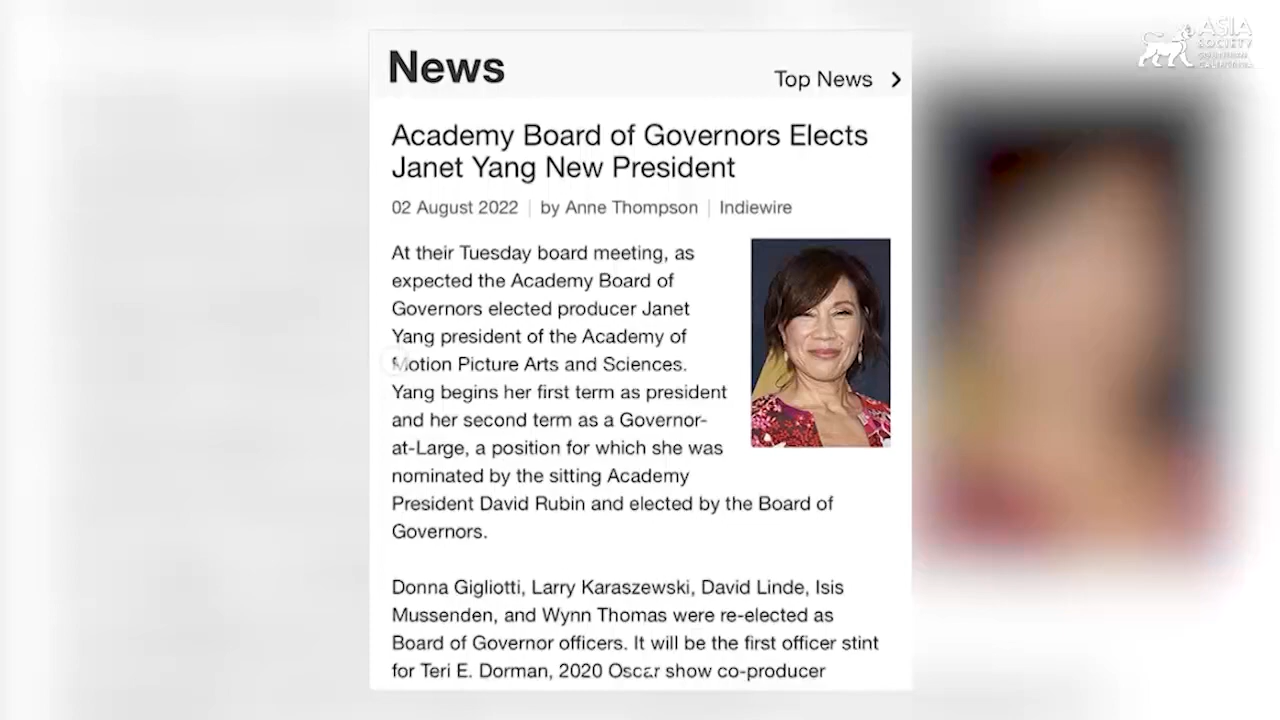 ASIA
SOCIETY
SOUTHERN
CALIFORNIA
News
Top News
Academy Board of Governors Elects
Janet Yang New President
02 August 2022 | by Anne Thompson | Indiewire
At their Tuesday board meeting, as
expected the Academy Board of
Governors elected producer Janet
Yang president of the Academy of
Motion Picture Arts and Sciences.
Yang begins her first term as president
and her second term as a Governor-
at-Large, a position for which she was
nominated by the sitting Academy
President David Rubin and elected by the Board of
Governors.
Donna Gigliotti, Larry Karaszewski, David Linde, Isis
Mussenden, and Wynn Thomas were re-elected as
Board of Governor officers. It will be the first officer stint
for Teri E. Dorman, 2020 Oscar show co-producer